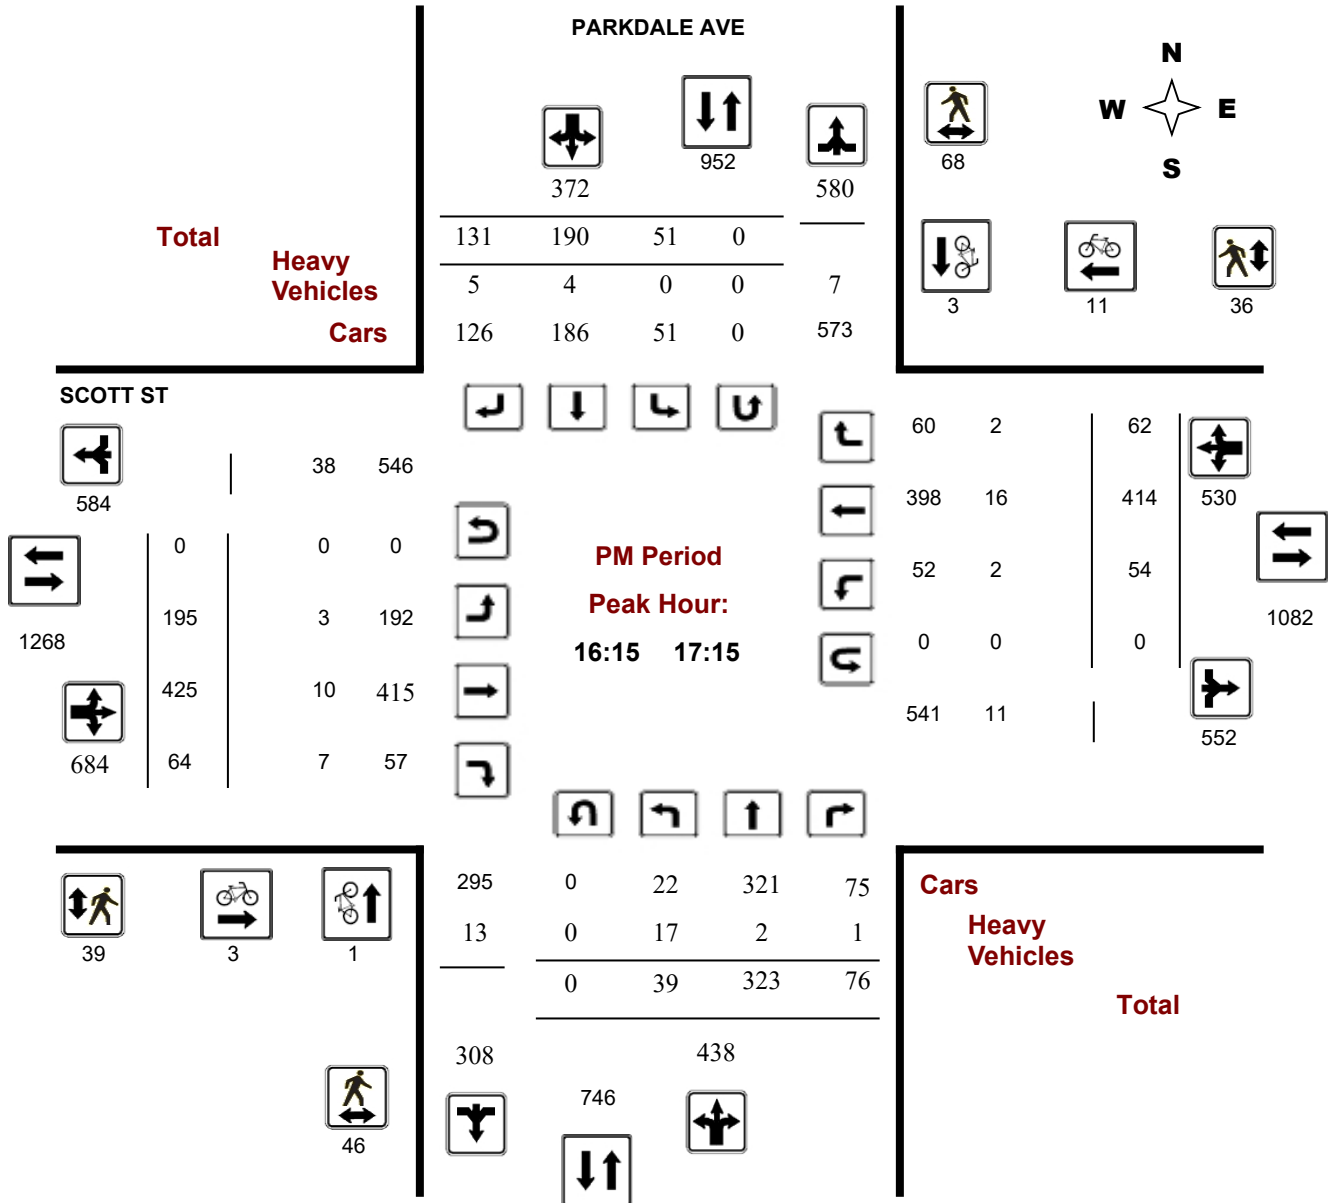 PARKDALE AVE
N
W E
S
952
68
372
580
Total
131 190 51 0
Heavy
Vehicles
5 4 0 0 7
3 11 36
Cars
126 186 51 0 573
SCOTT ST
60 2 62
38 546
584
398 16 414 530
0 0 0
PM Period
52 2 54
Peak Hour:
195 3 192
1268
1082
16:15 17:15
0 0 0
425 10 415
541 11
552
684 64 7 57
295 0 22 321 75
Cars
13 0 17 2 1
Heavy
Vehicles
39 3 1
0 39 323 76
Total
308 438
746
46